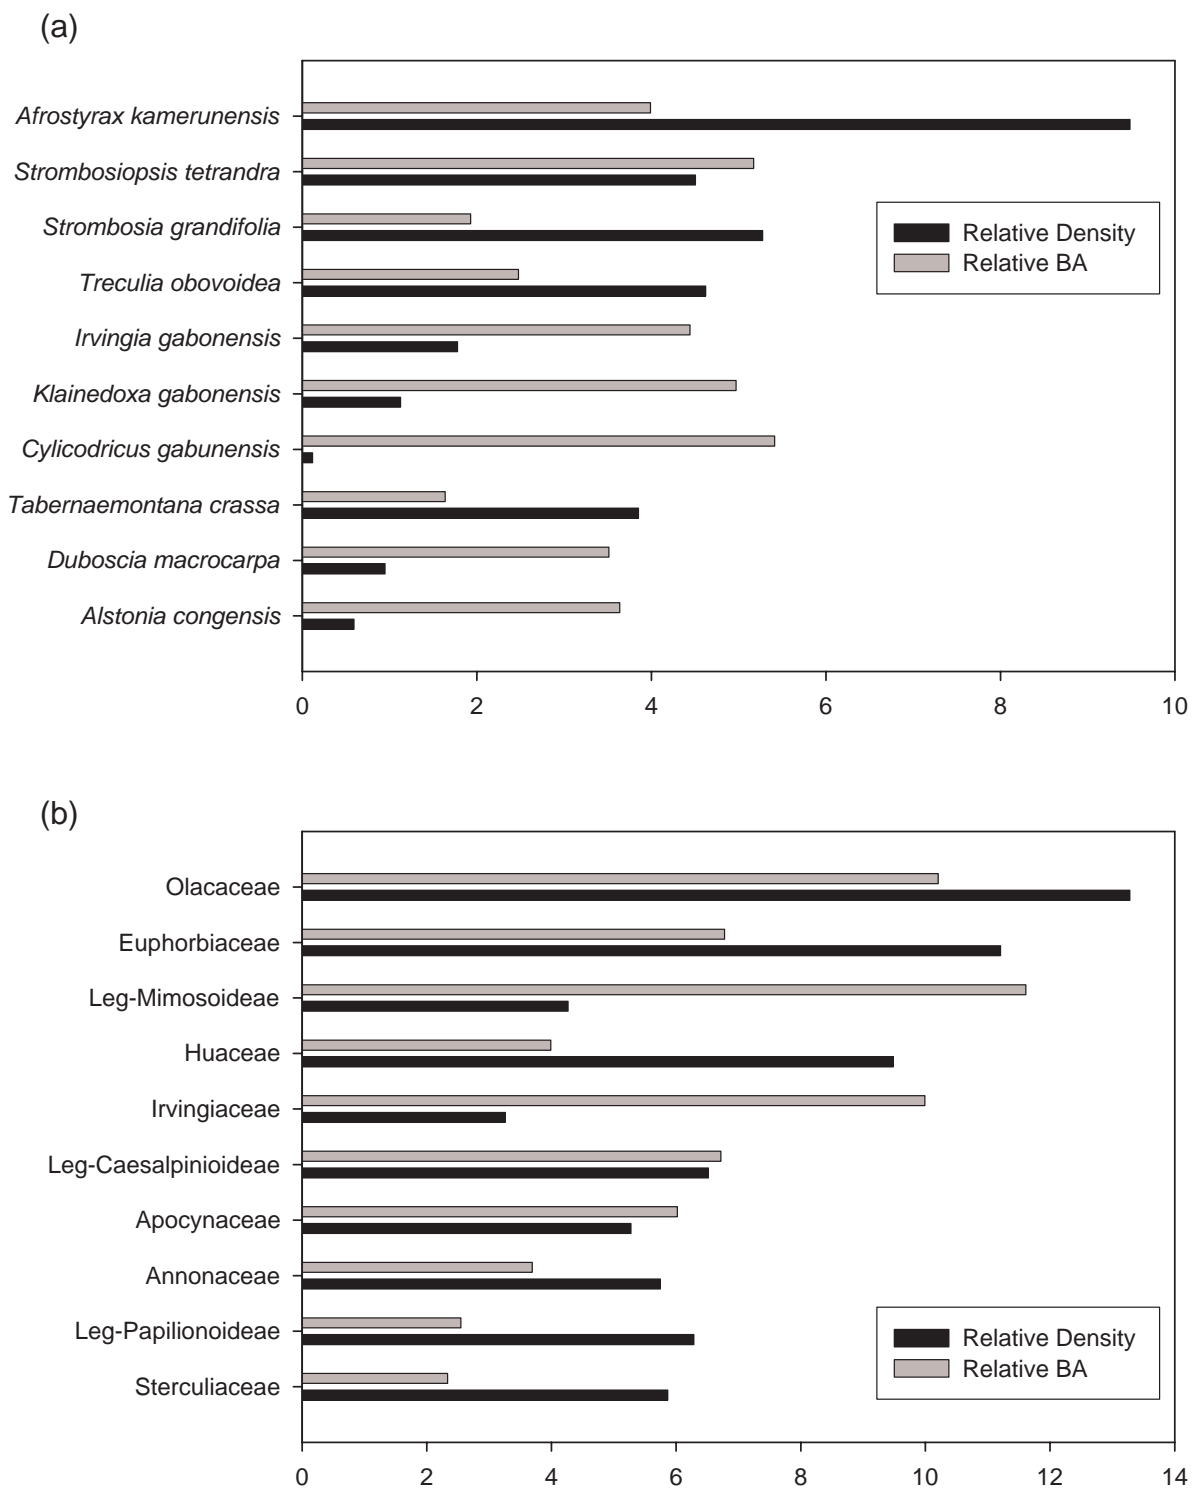 (a)
Afrostyrax kamerunensis
Strombosiopsis tetrandra
Strombosia grandifolia
Treculia obovoidea
Irvingia gabonensis
Klainedoxa gabonensis
Cylicodricus gabunensis
Tabernaemontana crassa
Duboscia macrocarpa
Alstonia congensis
Relative Density
Relative BA
0 2 4 6 8 10
(b)
Olacaceae
Euphorbiaceae
Leg-Mimosoideae
Huaceae
Irvingiaceae
Leg-Caesalpinioideae
Apocynaceae
Annonaceae
Leg-Papilionoideae
Sterculiaceae
Relative Density
Relative BA
0 2 4 6 8 10 12 14